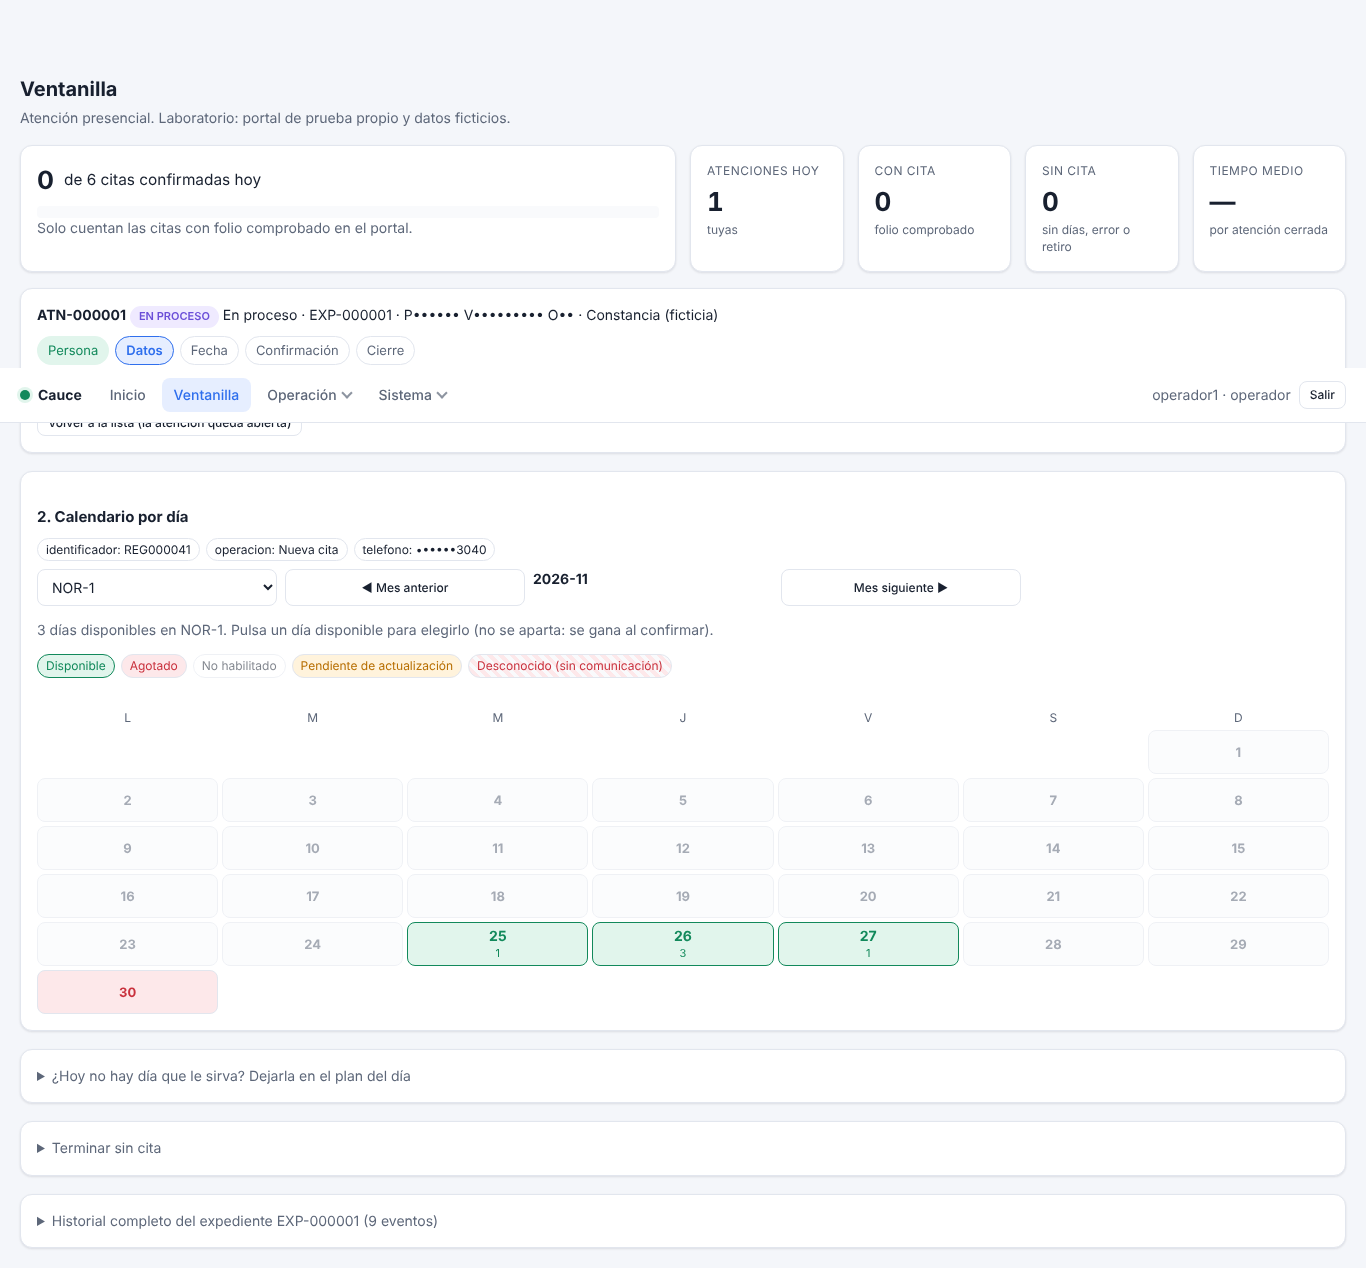 Ventanilla
Atención presencial. Laboratorio: portal de prueba propio y datos ficticios.
0 de 6 citas confirmadas hoy
Solo cuentan las citas con folio comprobado en el portal.
ATENCIONES HOY
1
tuyas
CON CITA
0
folio comprobado
SIN CITA
0
sin días, error o
retiro
TIEMPO MEDIO
—
por atención cerrada
ATN-000001 EN PROCESO En proceso · EXP-000001 · P•••••• V••••••••• O•• · Constancia (ficticia)
Persona Datos Fecha Confirmación Cierre
Cauce Inicio Ventanilla Operación Sistema operador1 · operador Salir
Volver a la lista (la atención queda abierta)
2. Calendario por día
identificador: REG000041 operacion: Nueva cita telefono: ••••••3040
NOR-1 ◀ Mes anterior 2026-11 Mes siguiente ▶
3 días disponibles en NOR-1. Pulsa un día disponible para elegirlo (no se aparta: se gana al confirmar).
Disponible Agotado No habilitado Pendiente de actualización Desconocido (sin comunicación)
L M M J V S D
1
2 3 4 5 6 7 8
9 10 11 12 13 14 15
16 17 18 19 20 21 22
23 24 25 26 27 28 29
1 3 1
30
▶ ¿Hoy no hay día que le sirva? Dejarla en el plan del día
▶ Terminar sin cita
▶ Historial completo del expediente EXP-000001 (9 eventos)